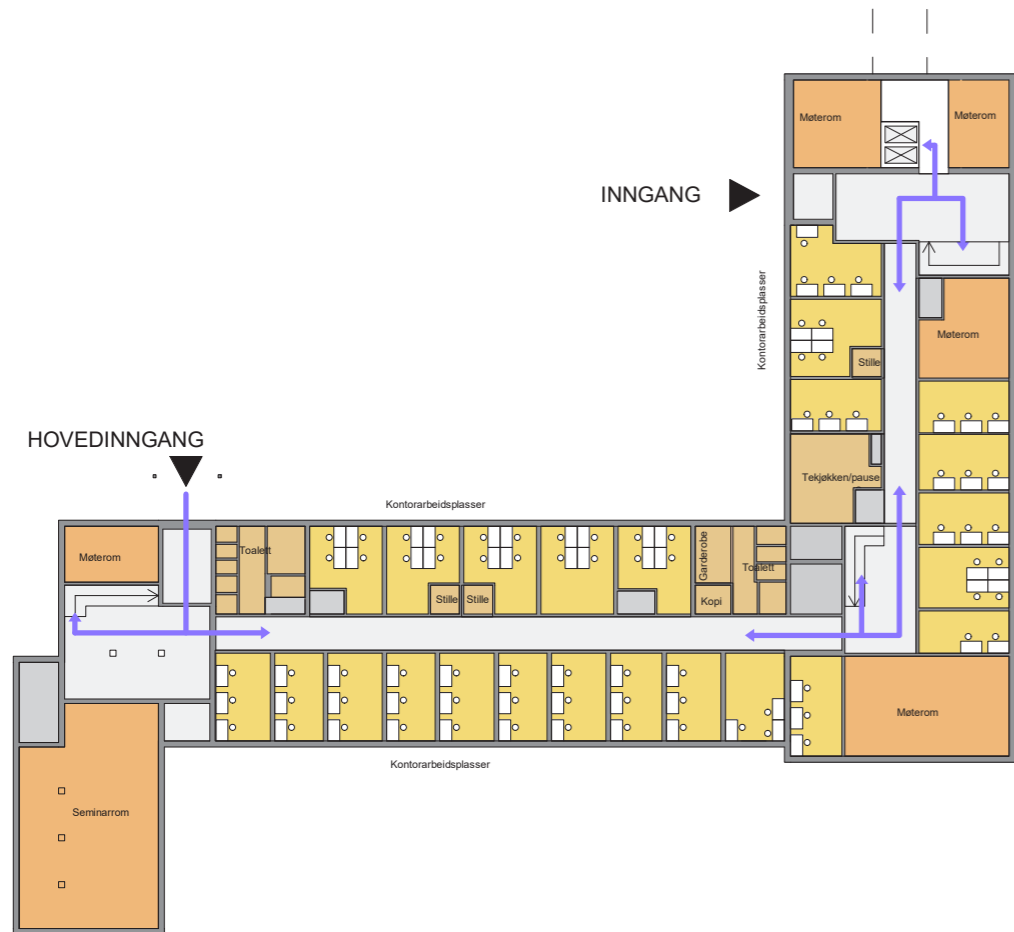 Møterom
Møterom
INNGANG
Kontorarbeidsplasser
Møterom
Stille
HOVEDINNGANG
Tekjøkken/pause
Kontorarbeidsplasser
Møterom
Toalett
Garderobe
Toalett
Stille
Stille
Kopi
Møterom
Kontorarbeidsplasser
Seminarrom